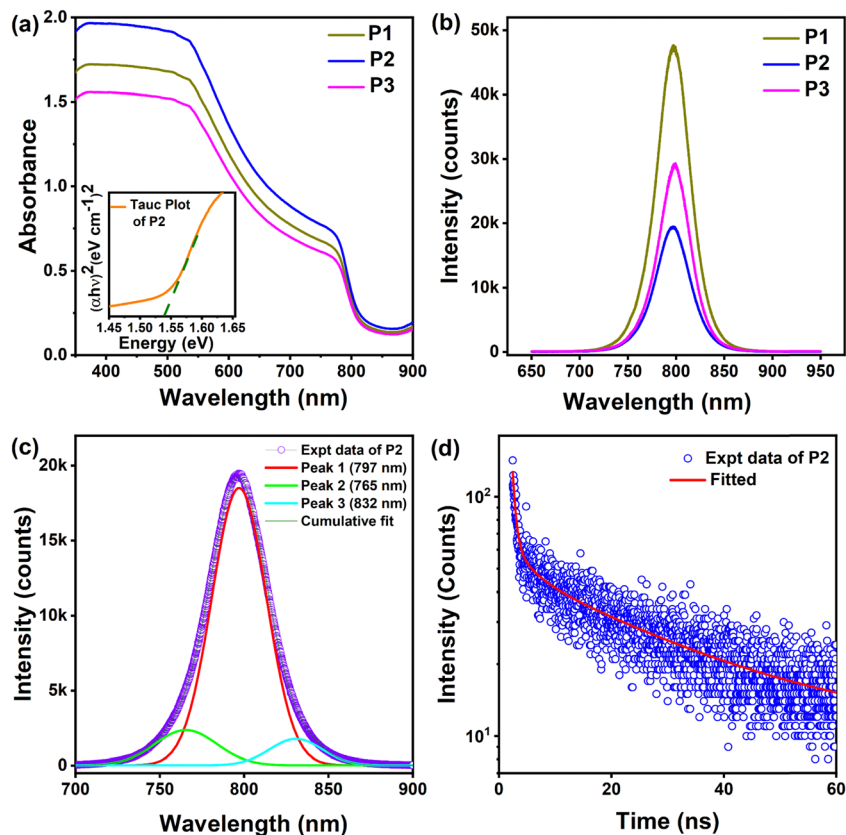 (a)
P1
P2
P3
2.0
1.5
1.0
0.5
0.0
Absorbance
400
500
600
700
800
900
Wavelength (nm)
Tauc Plot
of P2
(αhν)^2 (eV cm-1)^2
1.45
1.50
1.55
1.60
1.65
Energy (eV)
(b)
P1
P2
P3
50k
40k
30k
20k
10k
0
Intensity (counts)
650
700
750
800
850
900
950
Wavelength (nm)
(c)
Expt data of P2
Peak 1 (797 nm)
Peak 2 (765 nm)
Peak 3 (832 nm)
Cumulative fit
20k
15k
10k
5k
0
Intensity (counts)
700
750
800
850
900
Wavelength (nm)
(d)
Expt data of P2
Fitted
10^2
10^1
Intensity (Counts)
0
20
40
60
Time (ns)